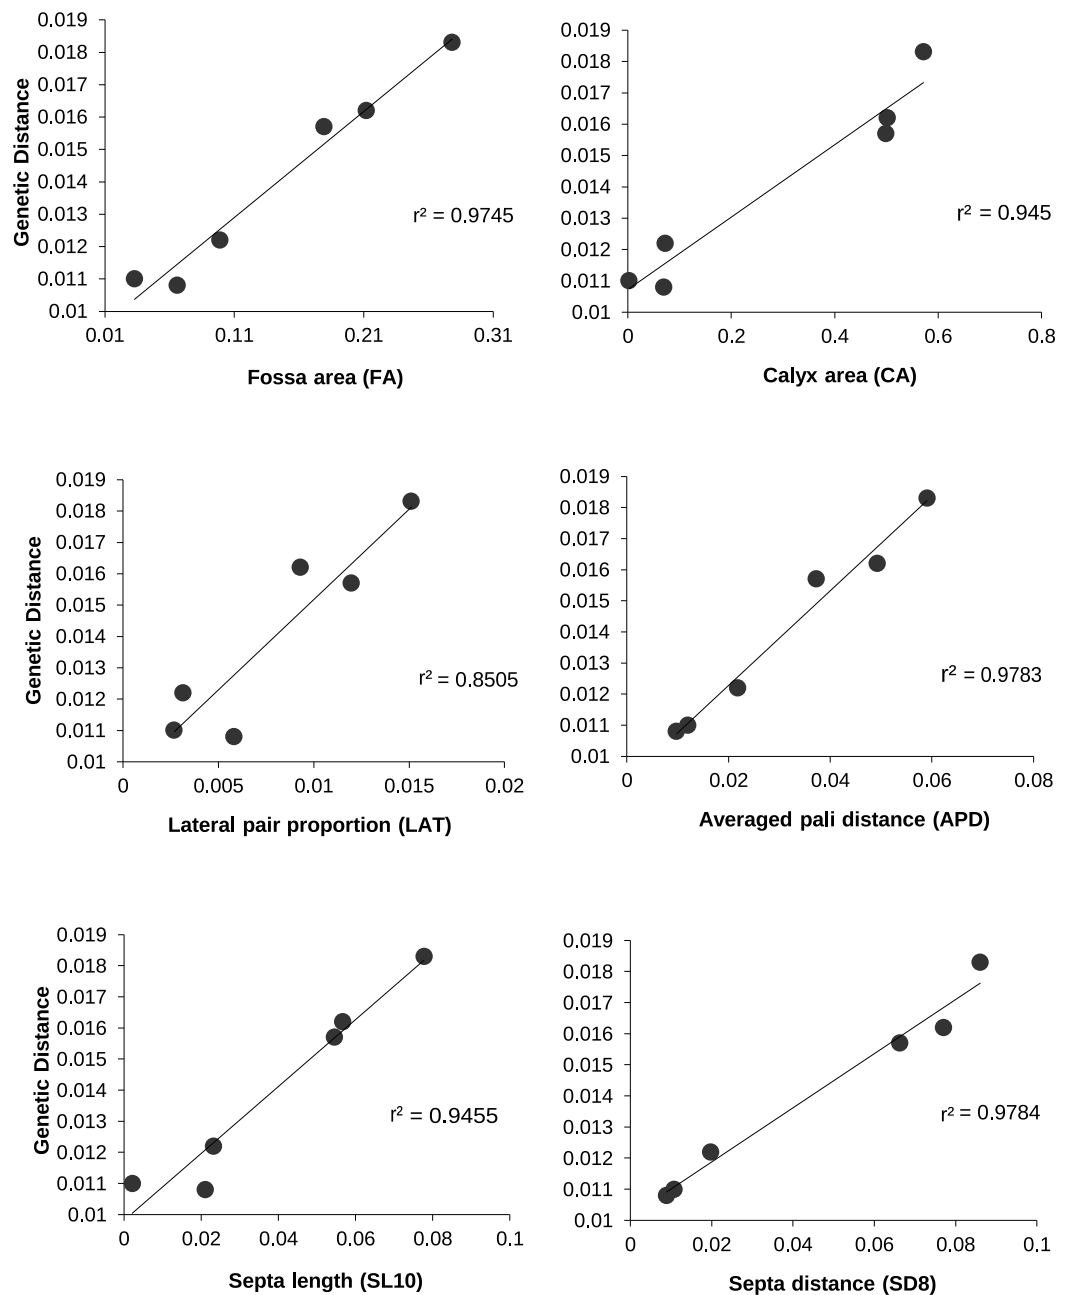 0.019
0.018
0.017
0.016
0.015
0.014
0.013
0.012
0.011
0.01
Genetic Distance
r² = 0.9745
0.01 0.11 0.21 0.31
Fossa area (FA)
0.019
0.018
0.017
0.016
0.015
0.014
0.013
0.012
0.011
0.01
r² = 0.945
0 0.2 0.4 0.6 0.8
Calyx area (CA)
0.019
0.018
0.017
0.016
0.015
0.014
0.013
0.012
0.011
0.01
Genetic Distance
r² = 0.8505
0 0.005 0.01 0.015 0.02
Lateral pair proportion (LAT)
0.019
0.018
0.017
0.016
0.015
0.014
0.013
0.012
0.011
0.01
r² = 0.9783
0 0.02 0.04 0.06 0.08
Averaged pali distance (APD)
0.019
0.018
0.017
0.016
0.015
0.014
0.013
0.012
0.011
0.01
Genetic Distance
r² = 0.9455
0 0.02 0.04 0.06 0.08 0.1
Septa length (SL10)
0.019
0.018
0.017
0.016
0.015
0.014
0.013
0.012
0.011
0.01
r² = 0.9784
0 0.02 0.04 0.06 0.08 0.1
Septa distance (SD8)